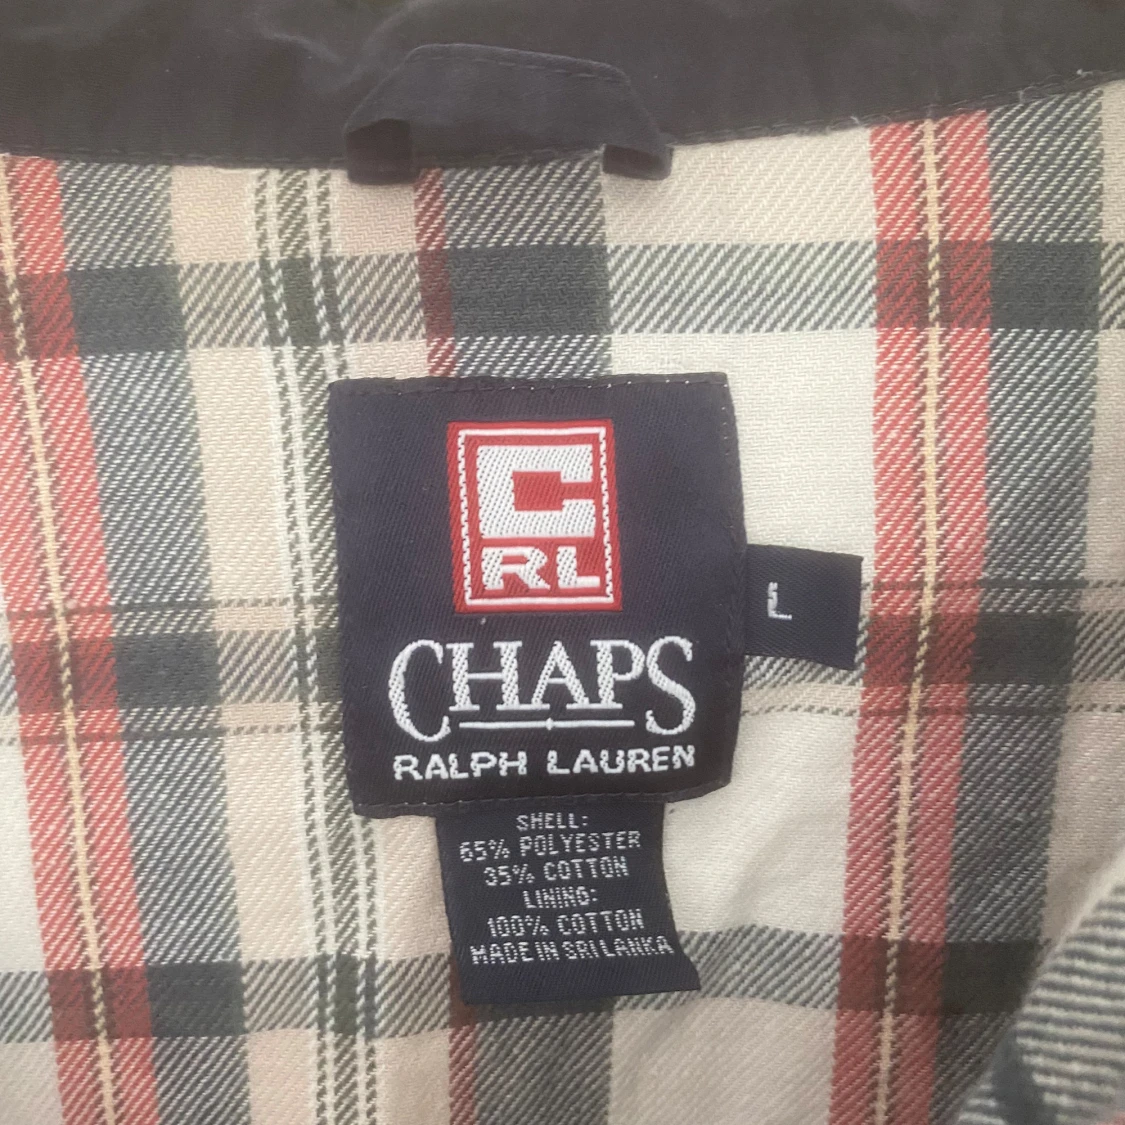 C
RL
CHAPS
RALPH LAUREN
L
SHELL:
65% POLYESTER
35% COTTON
LINING:
100% COTTON
MADE IN SRI LANKA